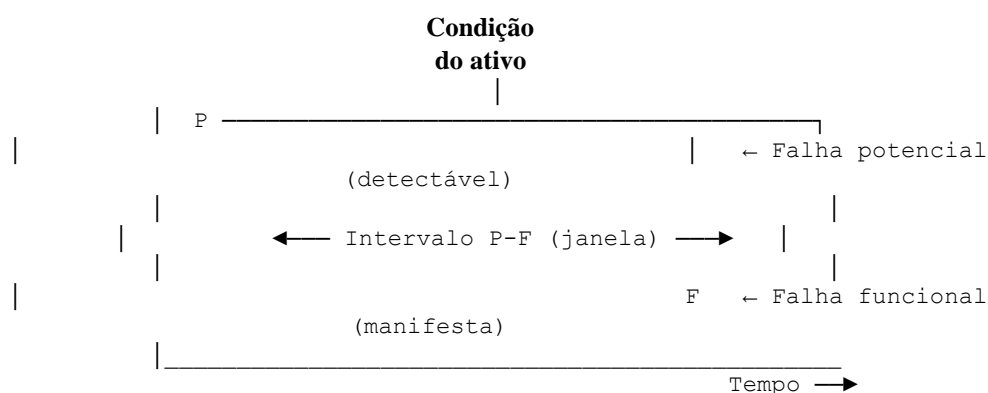 Condição
do ativo
P
← Falha potencial
(detectável)
Intervalo P-F (janela)
F ← Falha funcional
(manifesta)
Tempo